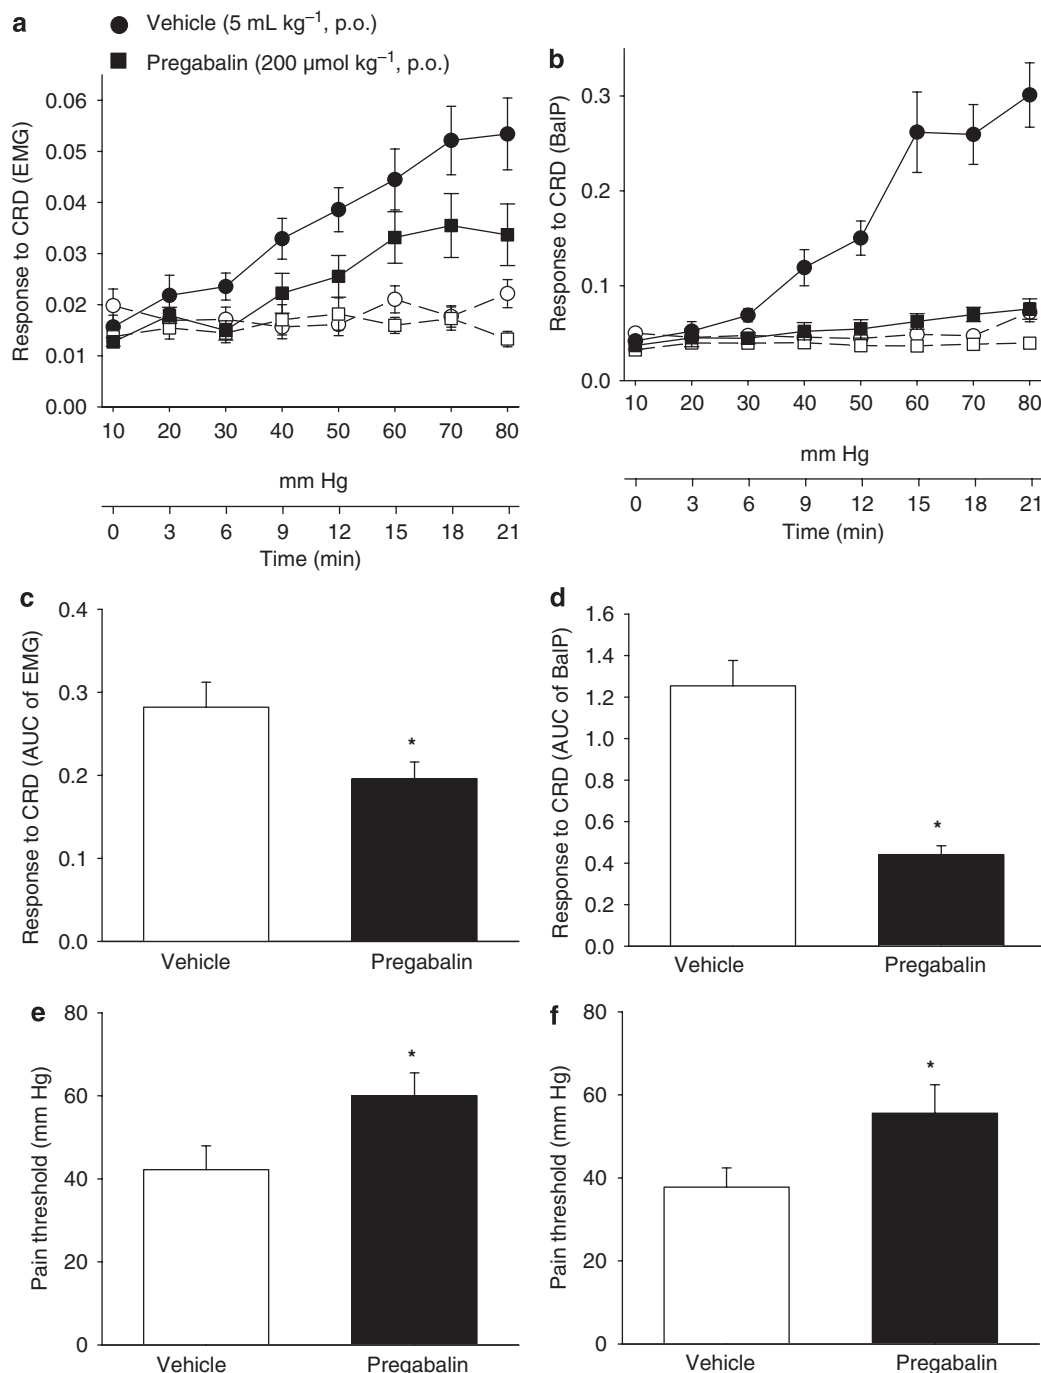 a
Vehicle (5 mL kg⁻¹, p.o.)
Pregabalin (200 μmol kg⁻¹, p.o.)
Response to CRD (EMG)
0.06
0.05
0.04
0.03
0.02
0.01
0.00
10 20 30 40 50 60 70 80
mm Hg
0 3 6 9 12 15 18 21
Time (min)
b
Response to CRD (BalP)
0.3
0.2
0.1
0.0
10 20 30 40 50 60 70 80
mm Hg
0 3 6 9 12 15 18 21
Time (min)
c
Response to CRD (AUC of EMG)
0.4
0.3
0.2
0.1
0.0
*
Vehicle Pregabalin
d
Response to CRD (AUC of BalP)
1.6
1.4
1.2
1.0
0.8
0.6
0.4
0.2
0.0
*
Vehicle Pregabalin
e
Pain threshold (mm Hg)
80
60
40
20
0
*
Vehicle Pregabalin
f
Pain threshold (mm Hg)
80
60
40
20
0
*
Vehicle Pregabalin